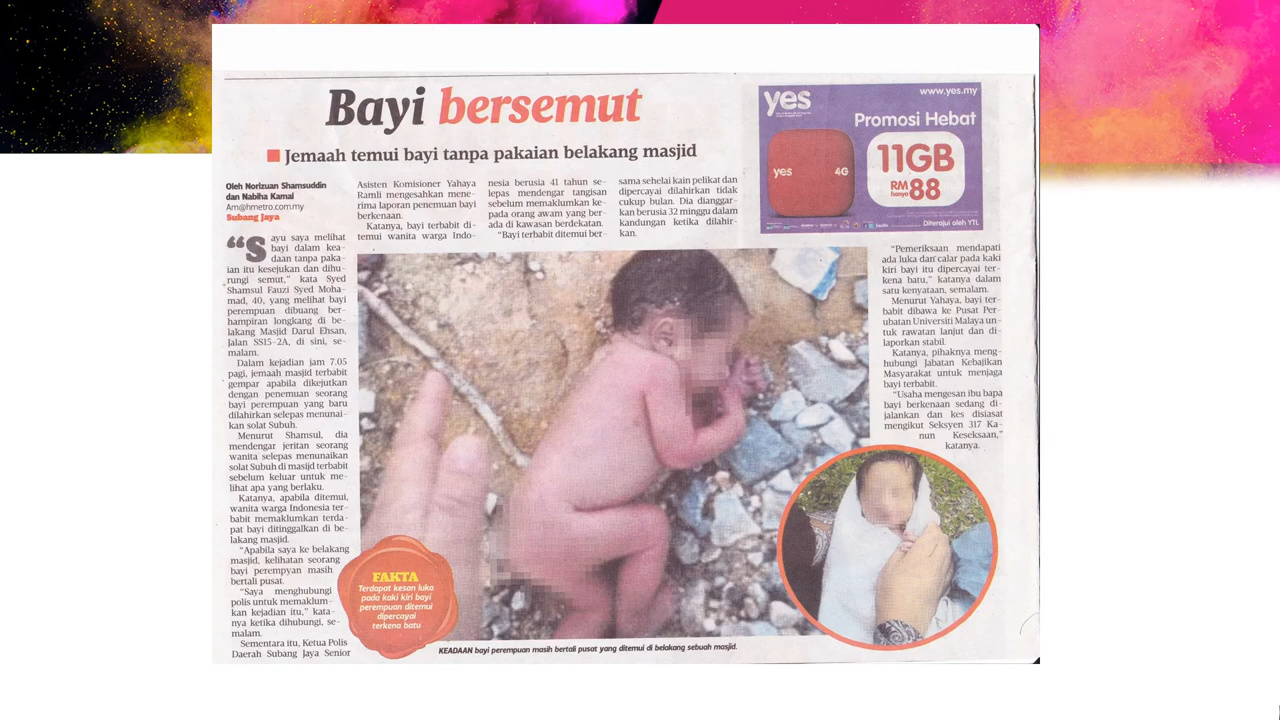 Bayi bersemut
Jemaah temui bayi tanpa pakaian belakang masjid
Oleh Norizuan Shamsuddin
dan Nabiha Kamal
Am@hmetro.com.my
Subang Jaya
“Sayu saya melihat
bayi dalam kea-
daan tanpa paka-
ian itu kesejukan dan dihu-
rungi semut,” kata Syed
Shamsul Fauzi Syed Moha-
mad, 40, yang melihat bayi
perempuan dibuang ber-
hampiran longkang di be-
lakang Masjid Darul Ehsan,
Jalan SS15-2A, di sini, se-
malam.
Dalam kejadian jam 7.05
pagi, jemaah masjid terbabit
gempar apabila dikejutkan
dengan penemuan seorang
bayi perempuan yang baru
dilahirkan selepas menunai-
kan solat Subuh.
Menurut Shamsul, dia
mendengar jeritan seorang
wanita selepas menunaikan
solat Subuh di masjid terbabit
sebelum keluar untuk me-
lihat apa yang berlaku.
Katanya, apabila ditemui,
wanita warga Indonesia ter-
babit memaklumkan terda-
pat bayi ditinggalkan di be-
lakang masjid.
“Apabila saya ke belakang
masjid, kelihatan seorang
bayi perempyan masih
bertali pusat.
“Saya menghubungi
polis untuk memaklum-
kan kejadian itu,” kata-
nya ketika dihubungi, se-
malam.
Sementara itu, Ketua Polis
Daerah Subang Jaya Senior
Asisten Komisioner Yahaya
Ramli mengesahkan mene-
rima laporan penemuan bayi
berkenaan.
Katanya, bayi terbabit di-
temui wanita warga Indo-
nesia berusia 41 tahun se-
lepas mendengar tangisan
sebelum memaklumkan ke-
pada orang awam yang ber-
ada di kawasan berdekatan.
“Bayi terbabit ditemui ber-
sama sehelai kain pelikat dan
dipercayai dilahirkan tidak
cukup bulan. Dia dianggar-
kan berusia 32 minggu dalam
kandungan ketika dilahir-
kan.
“Pemeriksaan mendapati
ada luka dan calar pada kaki
kiri bayi itu dipercayai ter-
kena batu,” katanya dalam
satu kenyataan, semalam.
Menurut Yahaya, bayi ter-
babit dibawa ke Pusat Per-
ubatan Universiti Malaya un-
tuk rawatan lanjut dan di-
laporkan stabil.
Katanya, pihaknya meng-
hubungi Jabatan Kebajikan
Masyarakat untuk menjaga
bayi terbabit.
“Usaha mengesan ibu bapa
bayi berkenaan sedang di-
jalankan dan kes disiasat
mengikut Seksyen 317 Ka-
nun Keseksaan,”
katanya.
yes
www.yes.my
Promosi Hebat
11GB
RM
hanya 88
yes 4G
Diterajui oleh YTL
FAKTA
Terdapat kesan luka
pada kaki kiri bayi
perempuan ditemui
dipercayai
terkena batu
KEADAAN bayi perempuan masih bertali pusat yang ditemui di belakang sebuah masjid.